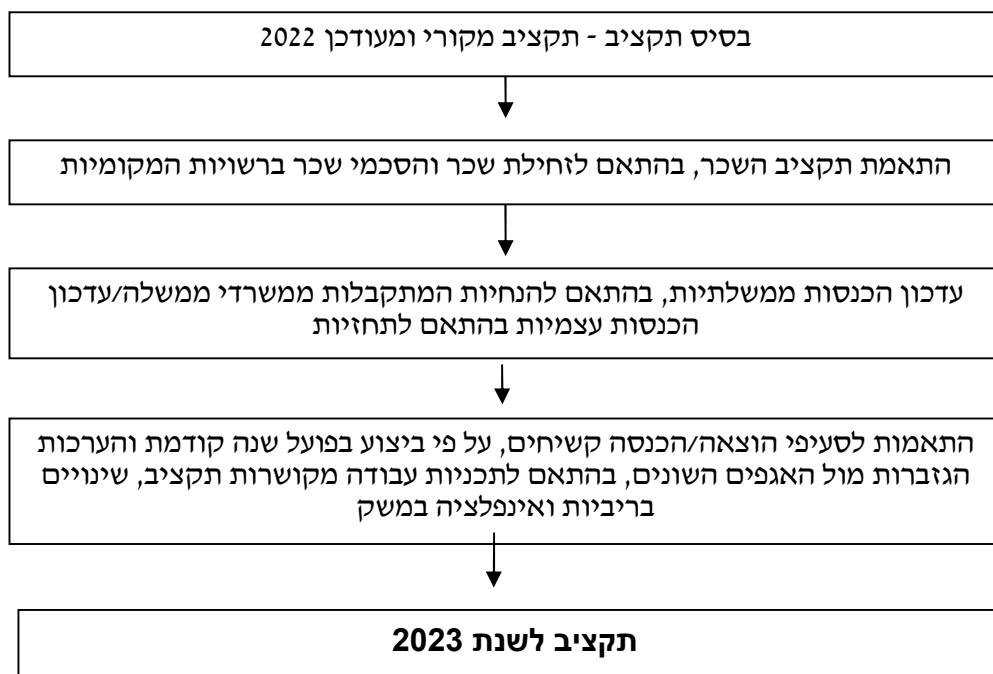 בסיס תקציב - תקציב מקורי ומעודכן 2022
התאמת תקציב השכר, בהתאם לזחילת שכר והסכמי שכר ברשויות המקומיות
עדכון הכנסות ממשלתיות, בהתאם להנחיות המתקבלות ממשרדי ממשלה/עדכון
הכנסות עצמיות בהתאם לתחזיות
התאמות לסעיפי הוצאה/הכנסה קשיחים, על פי ביצוע בפועל שנה קודמת והערכות
הגזברות מול האגפים השונים, בהתאם לתכניות עבודה מקושרות תקציב, שינויים
בריביות ואינפלציה במשק
תקציב לשנת 2023